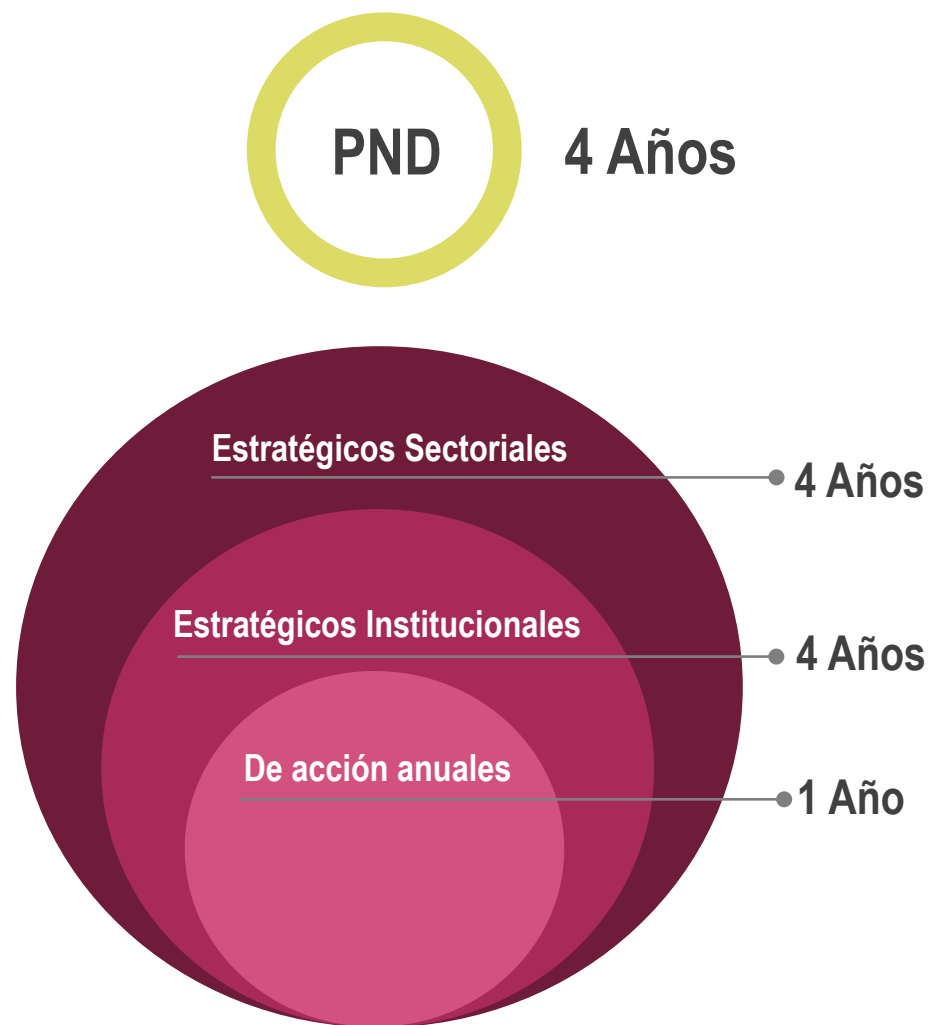 PND 4 Años
Estratégicos Sectoriales
4 Años
Estratégicos Institucionales
4 Años
De acción anuales
1 Año